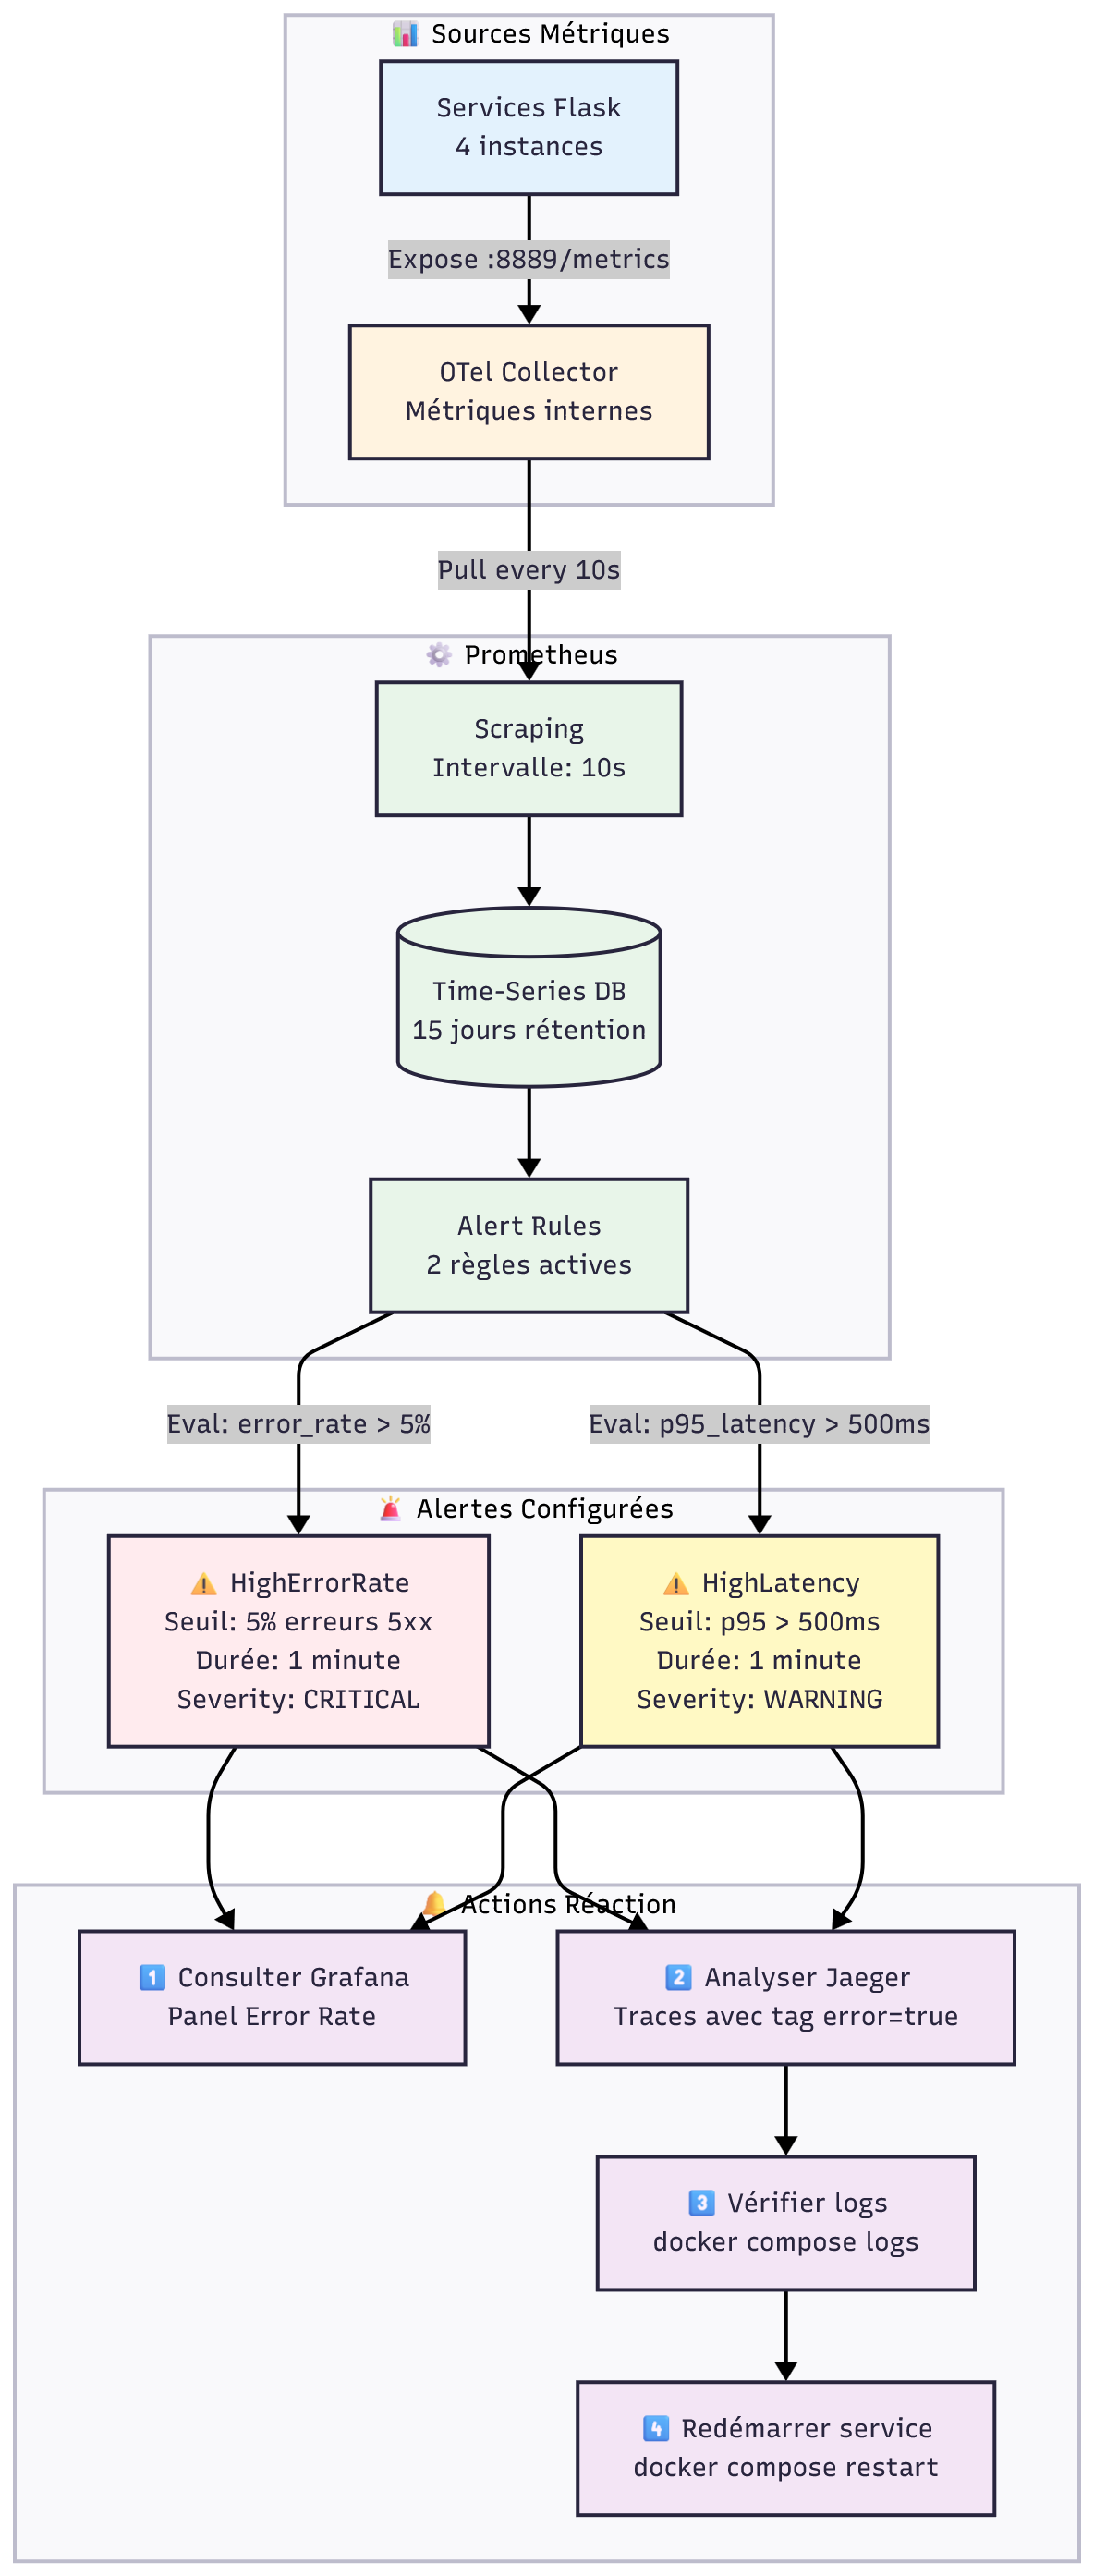 📊 Sources Métriques
Services Flask
4 instances
Expose :8889/metrics
OTel Collector
Métriques internes
Pull every 10s
⚙️ Prometheus
Scraping
Intervalle: 10s
Time-Series DB
15 jours rétention
Alert Rules
2 règles actives
Eval: error_rate > 5%
Eval: p95_latency > 500ms
🚨 Alertes Configurées
⚠️ HighErrorRate
Seuil: 5% erreurs 5xx
Durée: 1 minute
Severity: CRITICAL
⚠️ HighLatency
Seuil: p95 > 500ms
Durée: 1 minute
Severity: WARNING
🔔 Actions Réaction
1️⃣ Consulter Grafana
Panel Error Rate
2️⃣ Analyser Jaeger
Traces avec tag error=true
3️⃣ Vérifier logs
docker compose logs
4️⃣ Redémarrer service
docker compose restart